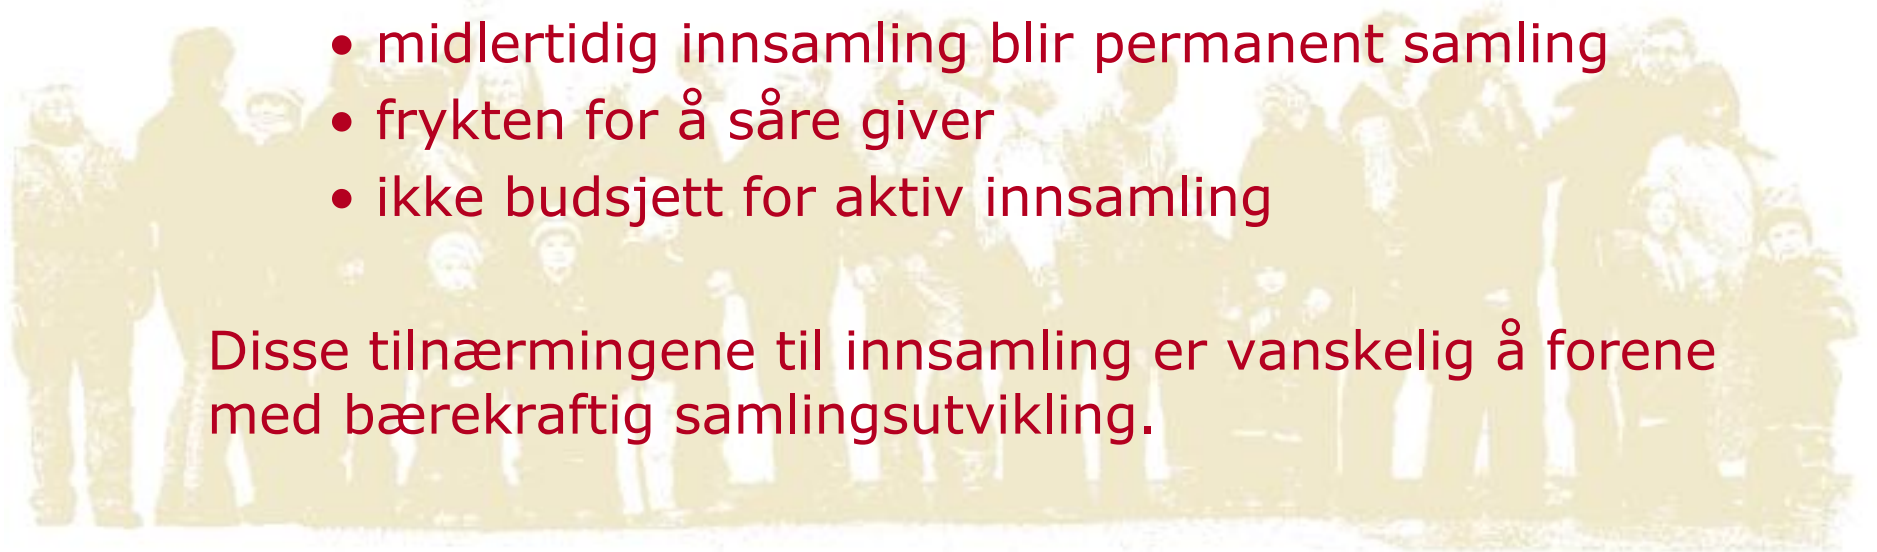 • midlertidig innsamling blir permanent samling
• frykten for å såre giver
• ikke budsjett for aktiv innsamling
Disse tilnærmingene til innsamling er vanskelig å forene
med bærekraftig samlingsutvikling.